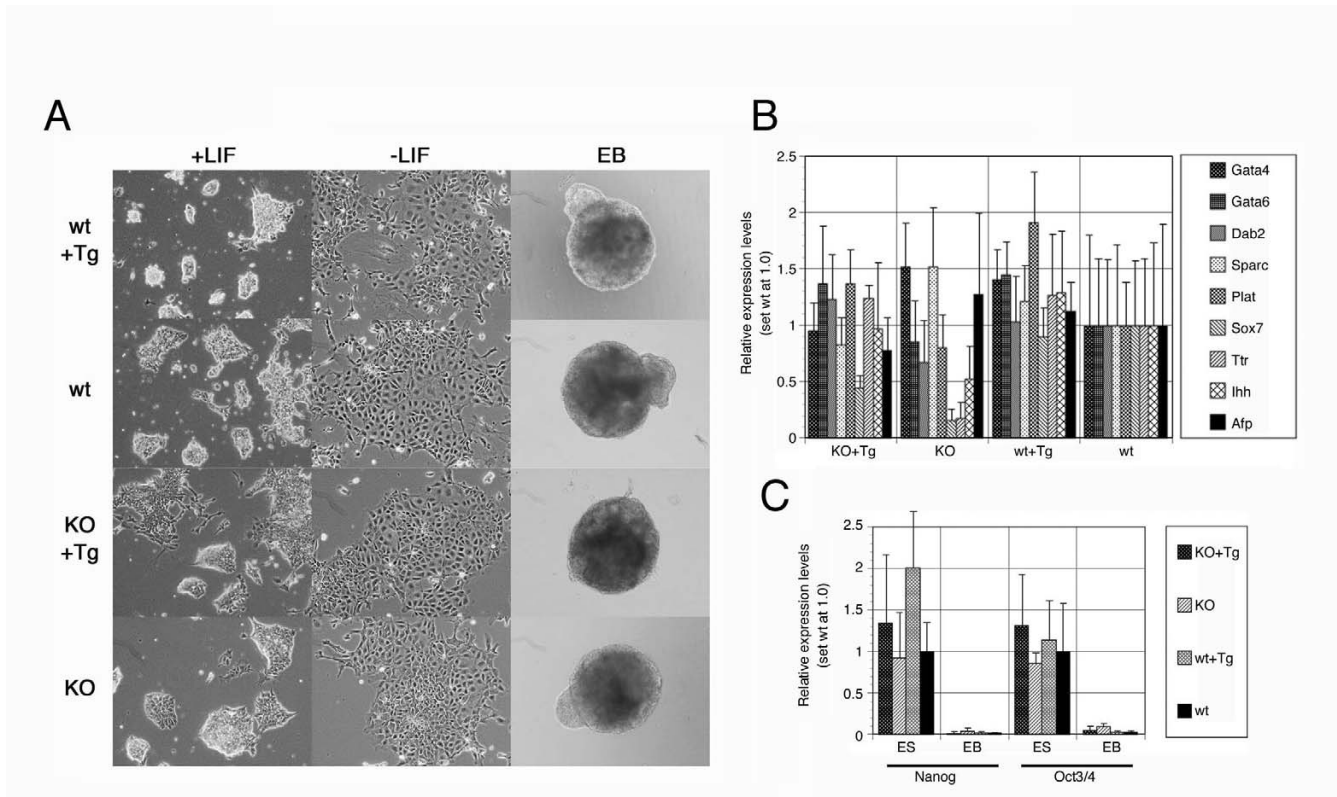 A
+LIF
-LIF
EB
wt
+Tg
wt
KO
+Tg
KO
B
Relative expression levels
(set wt at 1.0)
2.5
2
1.5
1
0.5
0
KO+Tg
KO
wt+Tg
wt
Gata4
Gata6
Dab2
Sparc
Plat
Sox7
Ttr
Ihh
Afp
C
Relative expression levels
(set wt at 1.0)
2.5
2
1.5
1
0.5
0
ES
EB
ES
EB
Nanog
Oct3/4
KO+Tg
KO
wt+Tg
wt